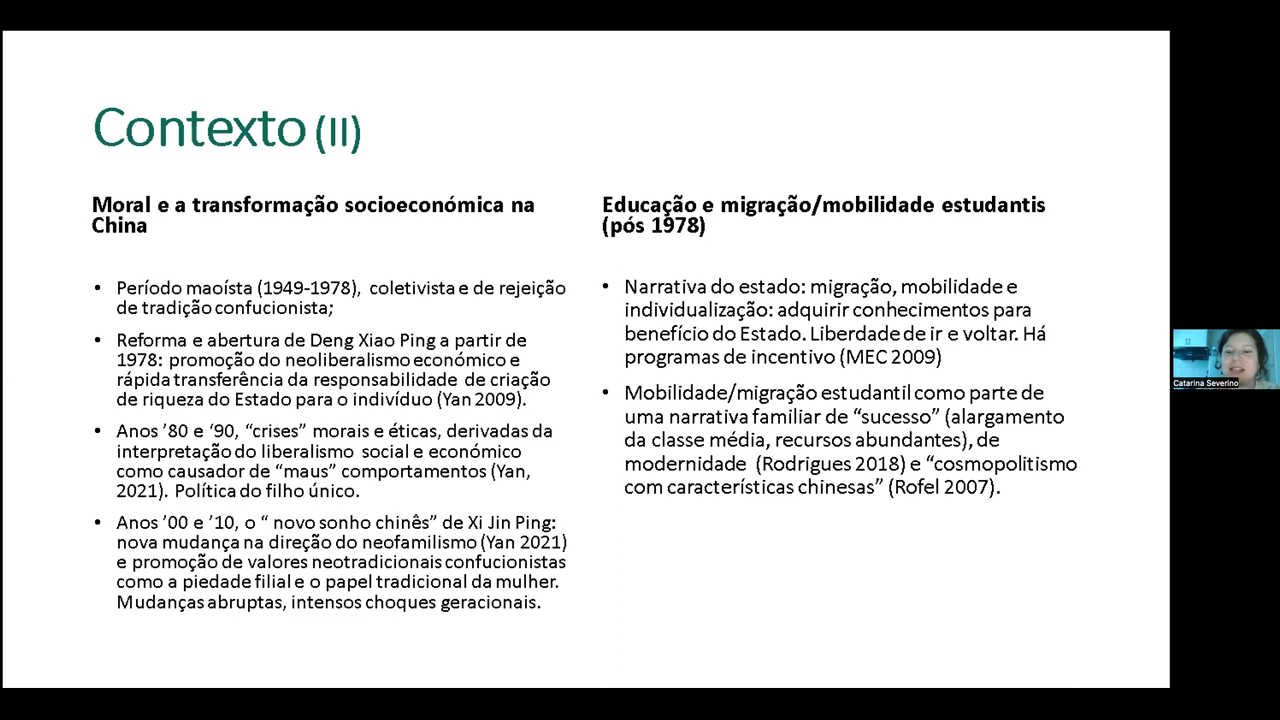 Contexto (II)
Moral e a transformação socioeconómica na
China
• Período maoísta (1949-1978), coletivista e de rejeição
de tradição confucionista;
• Reforma e abertura de Deng Xiao Ping a partir de
1978: promoção do neoliberalismo económico e
rápida transferência da responsabilidade de criação
de riqueza do Estado para o indivíduo (Yan 2009).
• Anos ’80 e ‘90, “crises” morais e éticas, derivadas da
interpretação do liberalismo social e económico
como causador de “maus” comportamentos (Yan,
2021). Política do filho único.
• Anos ’00 e ’10, o “ novo sonho chinês” de Xi Jin Ping:
nova mudança na direção do neofamilismo (Yan 2021)
e promoção de valores neotradicionais confucionistas
como a piedade filial e o papel tradicional da mulher.
Mudanças abruptas, intensos choques geracionais.
Educação e migração/mobilidade estudantis
(pós 1978)
• Narrativa do estado: migração, mobilidade e
individualização: adquirir conhecimentos para
benefício do Estado. Liberdade de ir e voltar. Há
programas de incentivo (MEC 2009)
• Mobilidade/migração estudantil como parte de
uma narrativa familiar de “sucesso” (alargamento
da classe média, recursos abundantes), de
modernidade (Rodrigues 2018) e “cosmopolitismo
com características chinesas” (Rofel 2007).
Catarina Severino